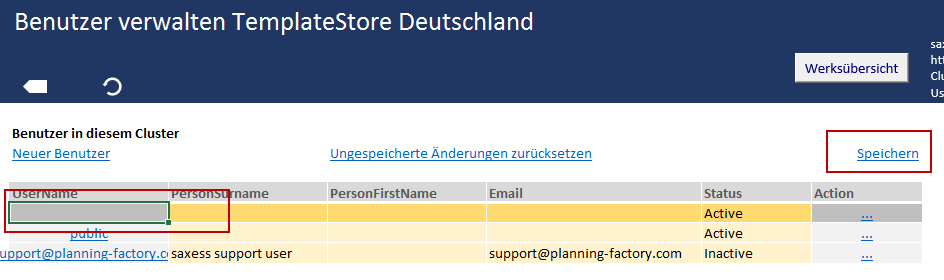 Benutzer verwalten TemplateStore Deutschland
sax
htt
Werksübersicht
Clu
Us
Benutzer in diesem Cluster
Neuer Benutzer Ungespeicherte Änderungen zurücksetzen Speichern
UserName PersonSurname PersonFirstName Email Status Action
Active ...
public Active ...
upport@planning-factory.co saxess support user support@planning-factory.com Inactive ...